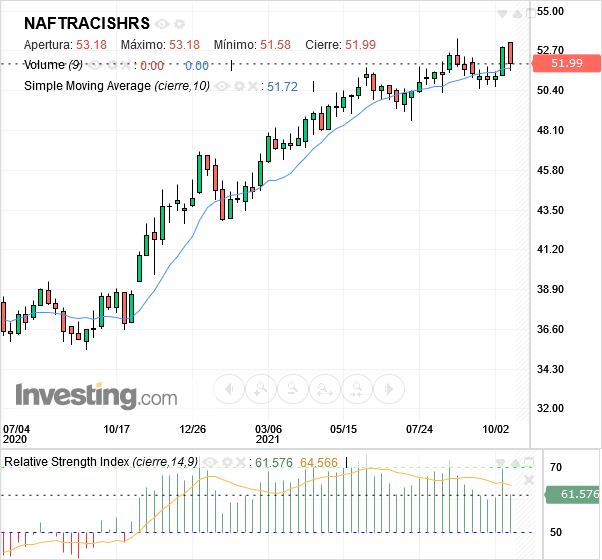 NAFTRACISHRS
Apertura: 53.18 Máximo: 53.18 Mínimo: 51.58 Cierre: 51.99
Volume (9) : 0.00 0.00
Simple Moving Average (cierre,10) : 51.72
55.00
52.70
51.99
50.40
48.10
45.80
43.50
41.20
38.90
36.60
34.30
32.00
Investing.com
07/04 10/17 12/26 03/06 05/15 07/24 10/02
2020 2021
Relative Strength Index (cierre,14,9) : 61.576 64.566
70
61.576
50